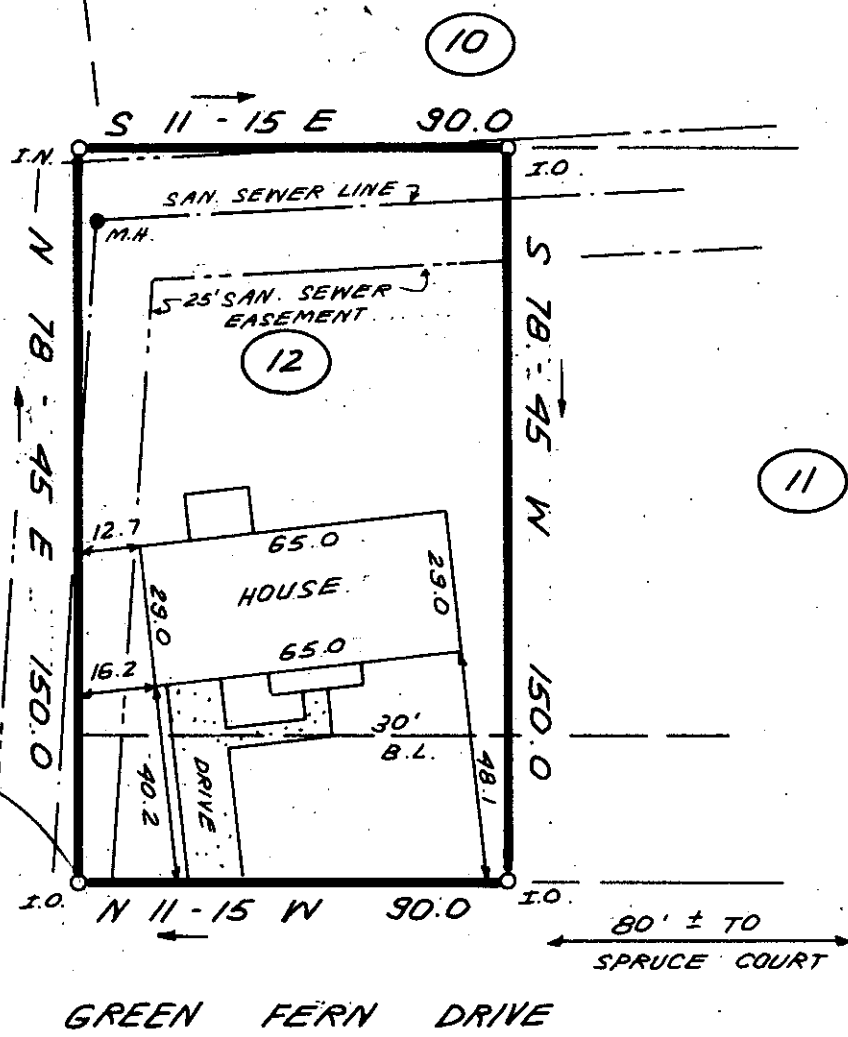 10
S 11-15 E 90.0
I.N.
I.O.
SAN. SEWER LINE
M.H.
25' SAN. SEWER
EASEMENT
12
N 78-45 E 150.0
S 78-45 W 150.0
11
12.7
65.0
HOUSE
29.0
29.0
65.0
16.2
30'
B.L.
40.2
DRIVE
48.1
I.O.
N 11-15 W 90.0
I.O.
80' ± TO
SPRUCE COURT
GREEN FERN DRIVE